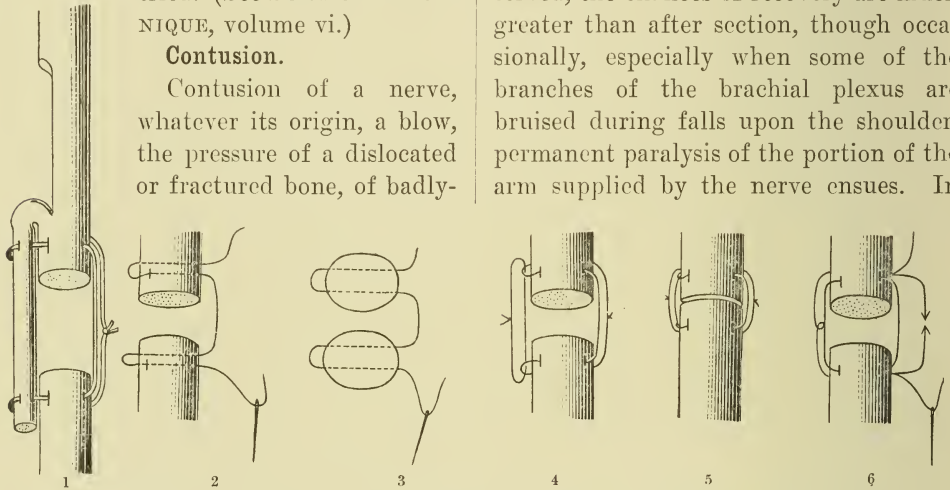 NIQUE, volume vi.)
Contusion.
Contusion of a nerve,
whatever its origin, a blow,
the pressure of a dislocated
or fractured bone, of badly-
greater than after section, though occa
sionally, especially when some of th
branches of the brachial plexus ar
bruised during falls upon the shoulder
permanent paralysis of the portion of th
arm supplied by the nerve ensues. In
1 2 3 4 5 6